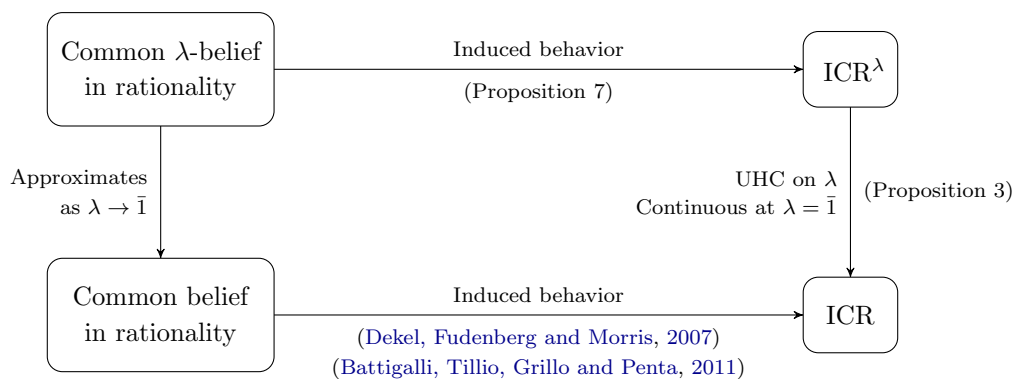 Common λ-belief
in rationality
Induced behavior
(Proposition 7)
ICR^λ
Approximates
as λ → 1̄
UHC on λ
Continuous at λ = 1̄
(Proposition 3)
Common belief
in rationality
Induced behavior
(Dekel, Fudenberg and Morris, 2007)
(Battigalli, Tillio, Grillo and Penta, 2011)
ICR